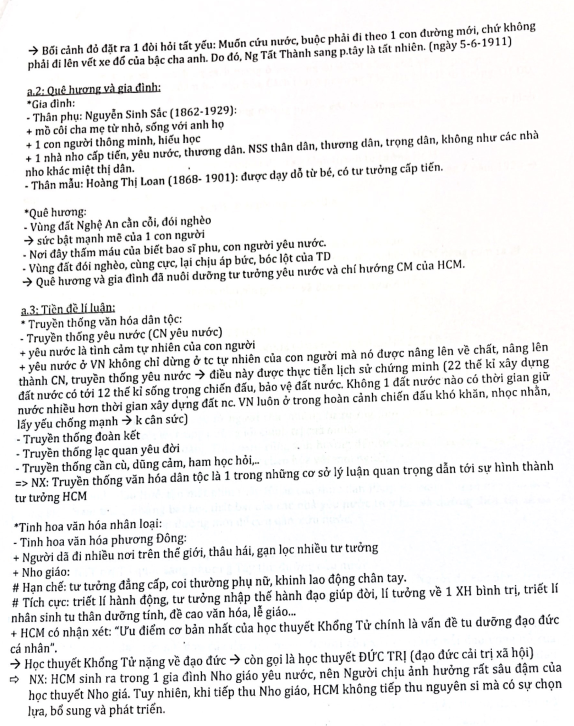 → Bối cảnh đó đặt ra 1 đòi hỏi tất yếu: Muốn cứu nước, buộc phải đi theo 1 con đường mới, chứ không
phải đi lên vết xe đổ của bậc cha anh. Do đó, Ng Tất Thành sang p.tây là tất nhiên. (ngày 5-6-1911)
a.2: Quê hương và gia đình:
*Gia đình:
- Thân phụ: Nguyễn Sinh Sắc (1862-1929):
+ mồ côi cha mẹ từ nhỏ, sống với anh họ
+ 1 con người thông minh, hiếu học
+ 1 nhà nho cấp tiến, yêu nước, thương dân. NSS thân dân, thương dân, trọng dân, không như các nhà
nho khác miệt thị dân.
- Thân mẫu: Hoàng Thị Loan (1868- 1901): được dạy dỗ từ bé, có tư tưởng cấp tiến.
*Quê hương:
- Vùng đất Nghệ An cằn cỗi, đói nghèo
→ sức bật mạnh mẽ của 1 con người
- Nơi đây thấm máu của biết bao sĩ phu, con người yêu nước.
- Vùng đất đói nghèo, cùng cực, lại chịu áp bức, bóc lột của TD
→ Quê hương và gia đình đã nuôi dưỡng tư tưởng yêu nước và chí hướng CM của HCM.
a.3: Tiền đề lí luận:
* Truyền thống văn hóa dân tộc:
- Truyền thống yêu nước (CN yêu nước)
+ yêu nước là tình cảm tự nhiên của con người
+ yêu nước ở VN không chỉ dừng ở tc tự nhiên của con người mà nó được nâng lên về chất, nâng lên
thành CN, truyền thống yêu nước → điều này được thực tiễn lịch sử chứng minh (22 thế kỉ xây dựng
đất nước có tới 12 thế kỉ sống trong chiến đấu, bảo vệ đất nước. Không 1 đất nước nào có thời gian giữ
nước nhiều hơn thời gian xây dựng đất nc. VN luôn ở trong hoàn cảnh chiến đấu khó khăn, nhọc nhằn,
lấy yếu chống mạnh → k cân sức)
- Truyền thống đoàn kết
- Truyền thống lạc quan yêu đời
- Truyền thống cần cù, dũng cảm, ham học hỏi,..
=> NX: Truyền thống văn hóa dân tộc là 1 trong những cơ sở lý luận quan trọng dẫn tới sự hình thành
tư tưởng HCM
*Tinh hoa văn hóa nhân loại:
- Tinh hoa văn hóa phương Đông:
+ Người dã đi nhiều nơi trên thế giới, thâu hái, gạn lọc nhiều tư tưởng
+ Nho giáo:
# Hạn chế: tư tưởng đẳng cấp, coi thường phụ nữ, khinh lao động chân tay.
# Tích cực: triết lí hành động, tư tưởng nhập thế hành đạo giúp đời, lí tưởng về 1 XH bình trị, triết lí
nhân sinh tu thân dưỡng tính, đề cao văn hóa, lễ giáo...
+ HCM có nhận xét: "Ưu điểm cơ bản nhất của học thuyết Khổng Tử chính là vấn đề tu dưỡng đạo đức
cá nhân".
→ Học thuyết Khổng Tử nặng về đạo đức → còn gọi là học thuyết ĐỨC TRỊ (đạo đức cải trị xã hội)
⇨ NX: HCM sinh ra trong 1 gia đình Nho giáo yêu nước, nên Người chịu ảnh hưởng rất sâu đậm của
học thuyết Nho giá. Tuy nhiên, khi tiếp thu Nho giáo, HCM không tiếp thu nguyên si mà có sự chọn
lựa, bổ sung và phát triển.